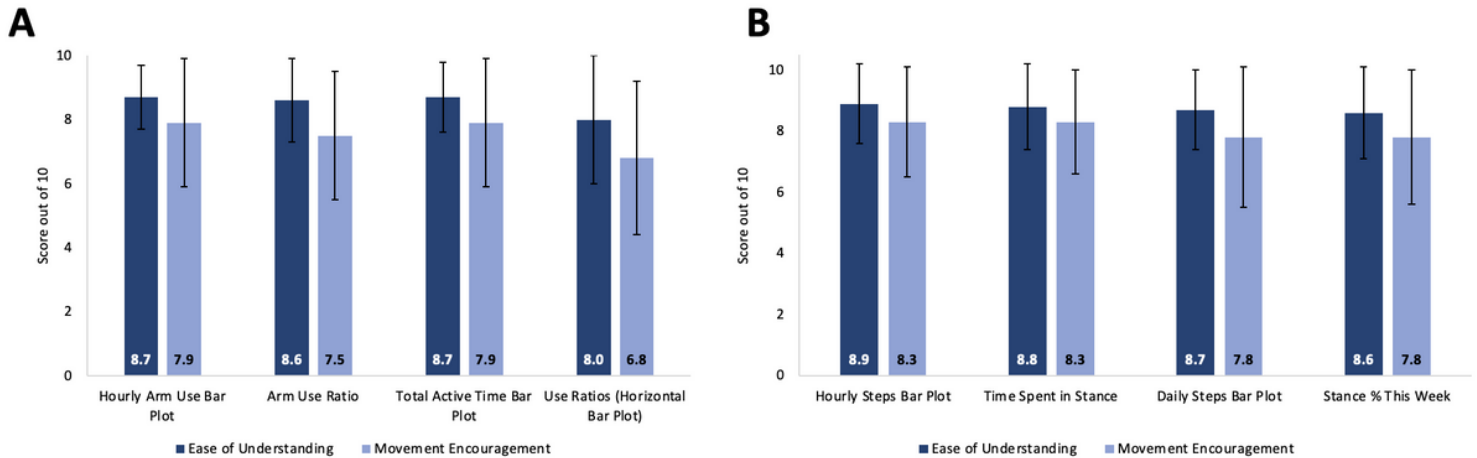 A
10
8
6
4
2
0
Score out of 10
8.7
7.9
8.6
7.5
8.7
7.9
8.0
6.8
Hourly Arm Use Bar
Plot
Arm Use Ratio
Total Active Time Bar
Plot
Use Ratios (Horizontal
Bar Plot)
Ease of Understanding
Movement Encouragement
B
10
8
6
4
2
0
Score out of 10
8.9
8.3
8.8
8.3
8.7
7.8
8.6
7.8
Hourly Steps Bar Plot
Time Spent in Stance
Daily Steps Bar Plot
Stance % This Week
Ease of Understanding
Movement Encouragement